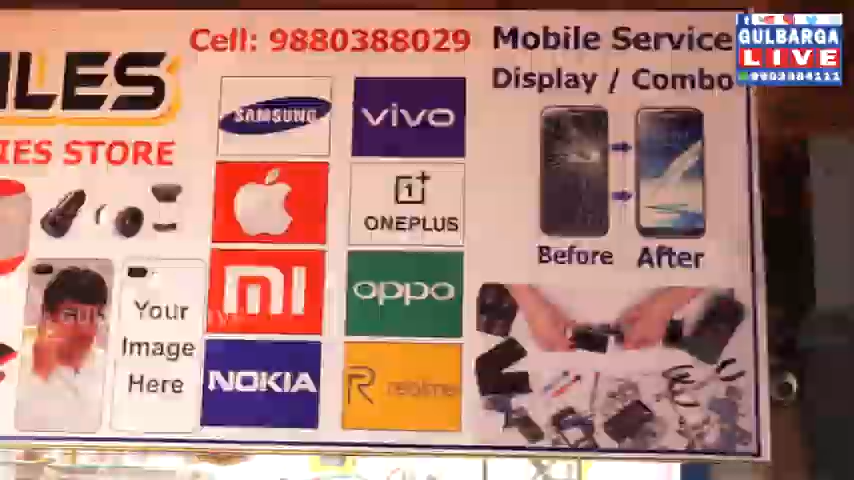 Cell: 9880388029
ILES
IES STORE
SAMSUNG
vivo
1+
ONEPLUS
mi
oppo
NOKIA
R realme
Your
Image
Here
Mobile Service
Display / Combo
Before After
GULBARGA
LIVE